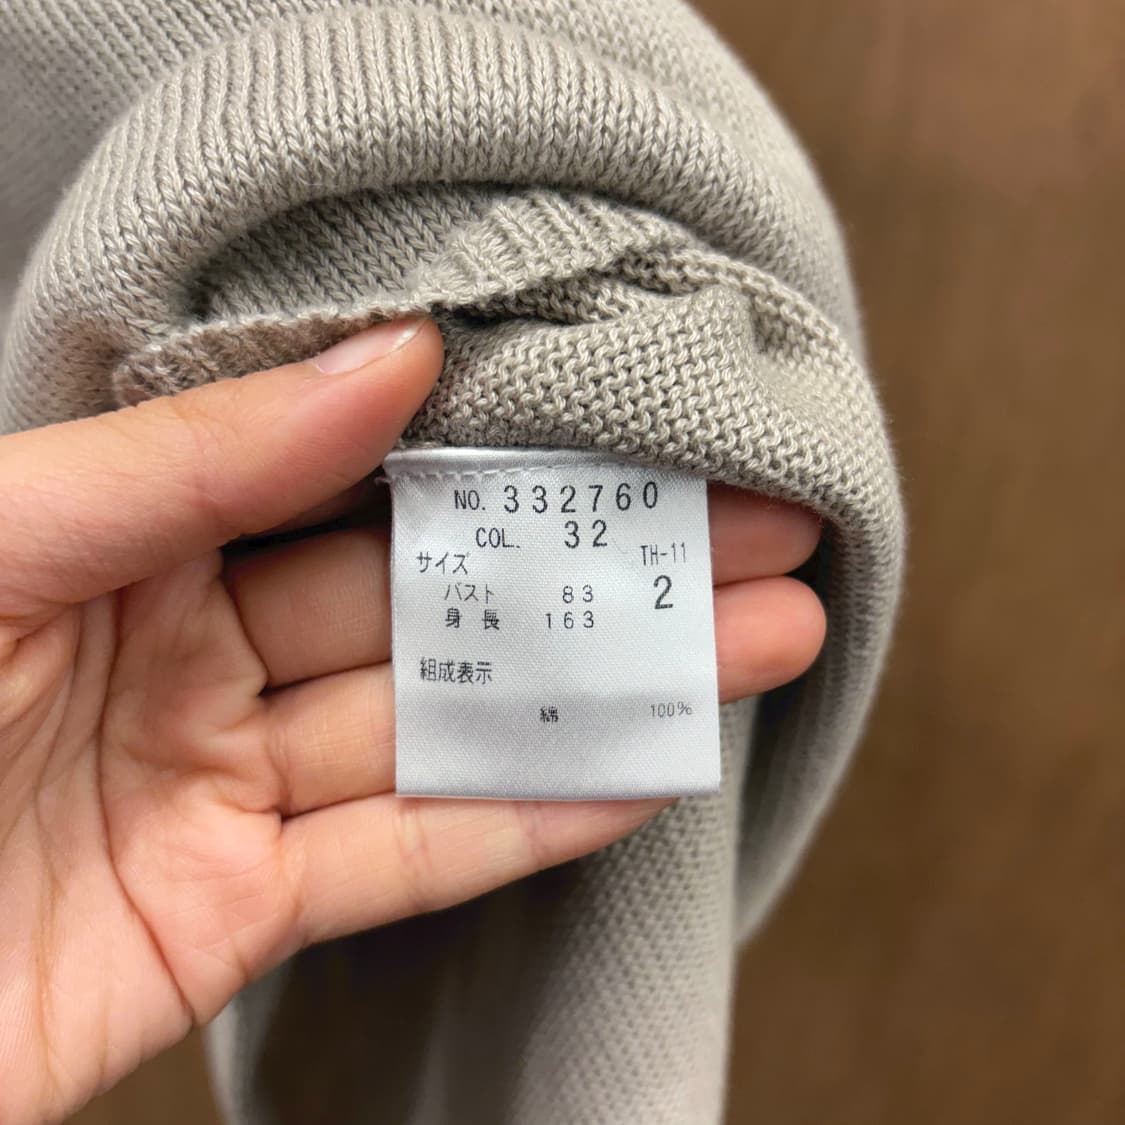 NO. 332760
COL. 32
サイズ TH-11
バスト 83 2
身長 163
組成表示
綿 100%